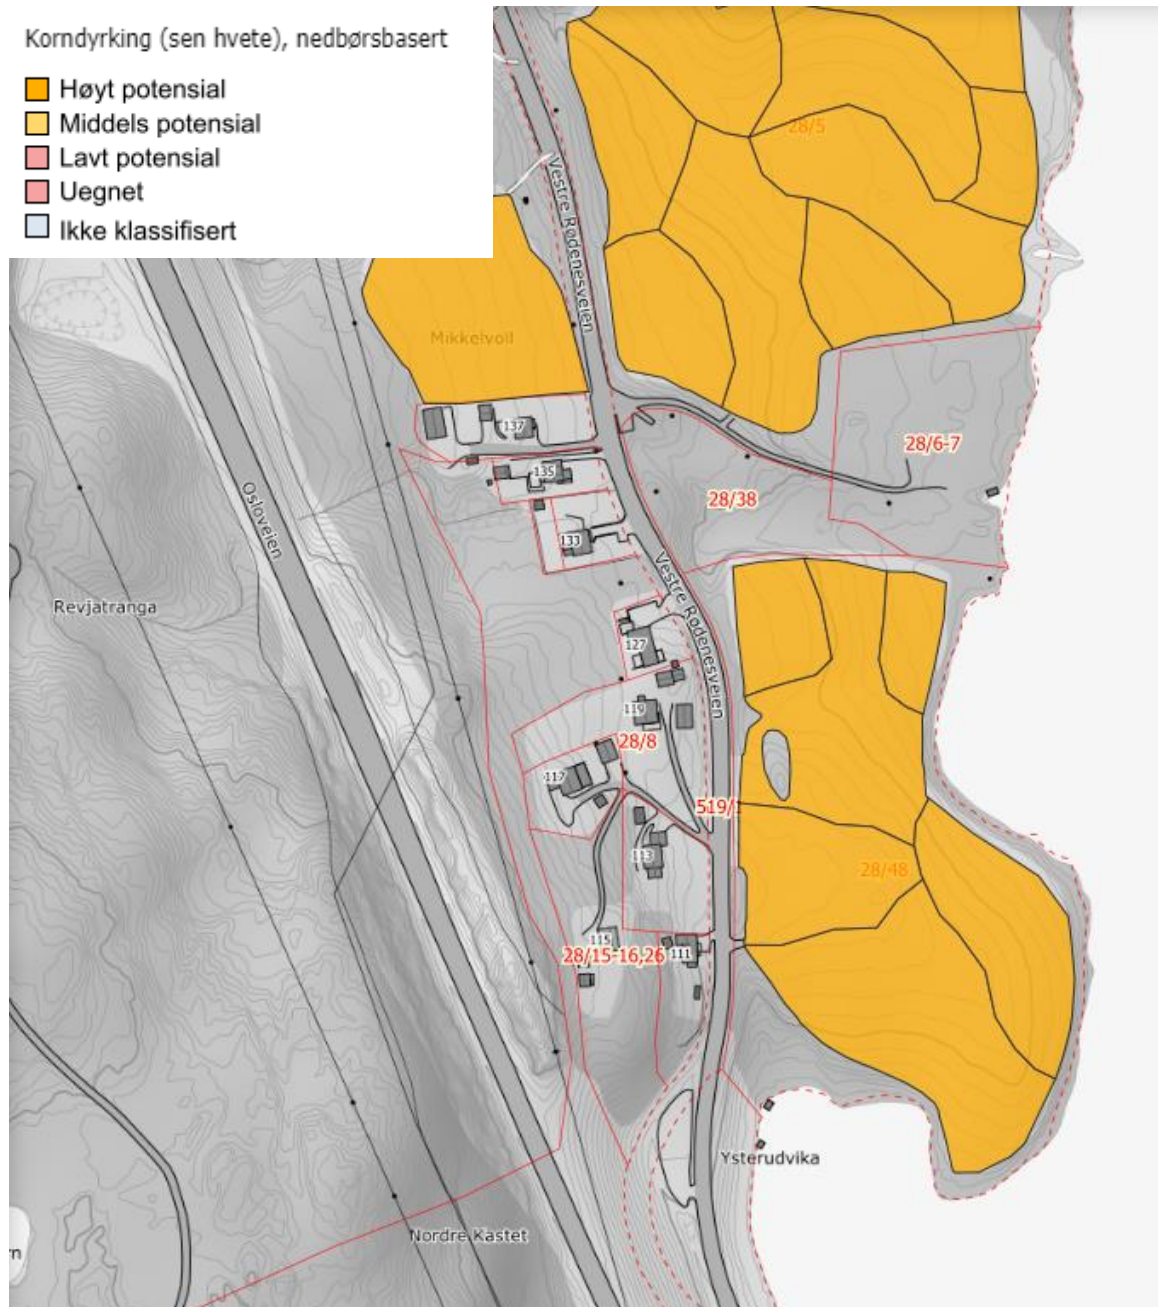 Korndyrking (sen hvete), nedbørsbasert
Høyt potensial
Middels potensial
Lavt potensial
Uegnet
Ikke klassifisert
28/5
Vestre Rødenesveien
Mikkelvoll
137
28/6-7
135
28/38
Osloveien
133
Vestre Rødenesveien
Revjatranga
127
119
28/8
117
519/1
113
28/48
115
28/15-16,26
111
Ysterudvika
Nordre Kastet